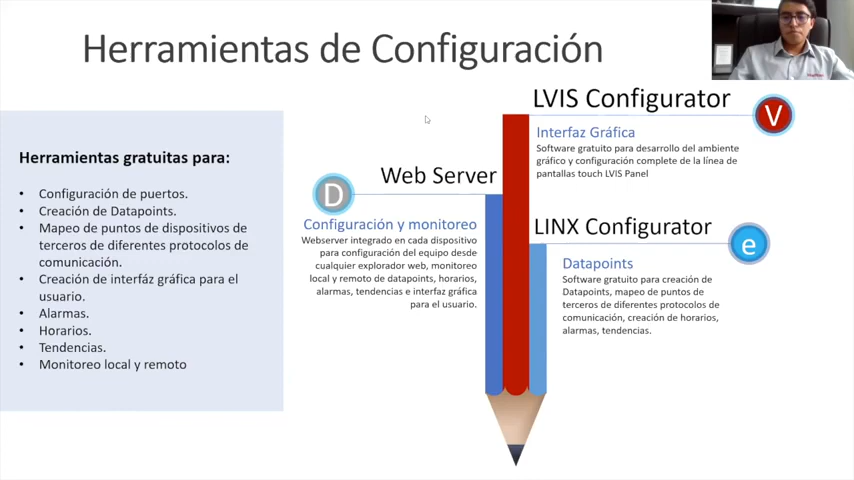 Herramientas de Configuración
Herramientas gratuitas para:
• Configuración de puertos.
• Creación de Datapoints.
• Mapeo de puntos de dispositivos de
terceros de diferentes protocolos de
comunicación.
• Creación de interfáz gráfica para el
usuario.
• Alarmas.
• Horarios.
• Tendencias.
• Monitoreo local y remoto
LVIS Configurator
V
Interfaz Gráfica
Software gratuito para desarrollo del ambiente
gráfico y configuración complete de la línea de
pantallas touch LVIS Panel
Web Server
D
Configuración y monitoreo
Webserver integrado en cada dispositivo
para configuración del equipo desde
cualquier explorador web, monitoreo
local y remoto de datapoints, horarios,
alarmas, tendencias e interfaz gráfica
para el usuario.
LINX Configurator
e
Datapoints
Software gratuito para creación de
Datapoints, mapeo de puntos de
terceros de diferentes protocolos de
comunicación, creación de horarios,
alarmas, tendencias.